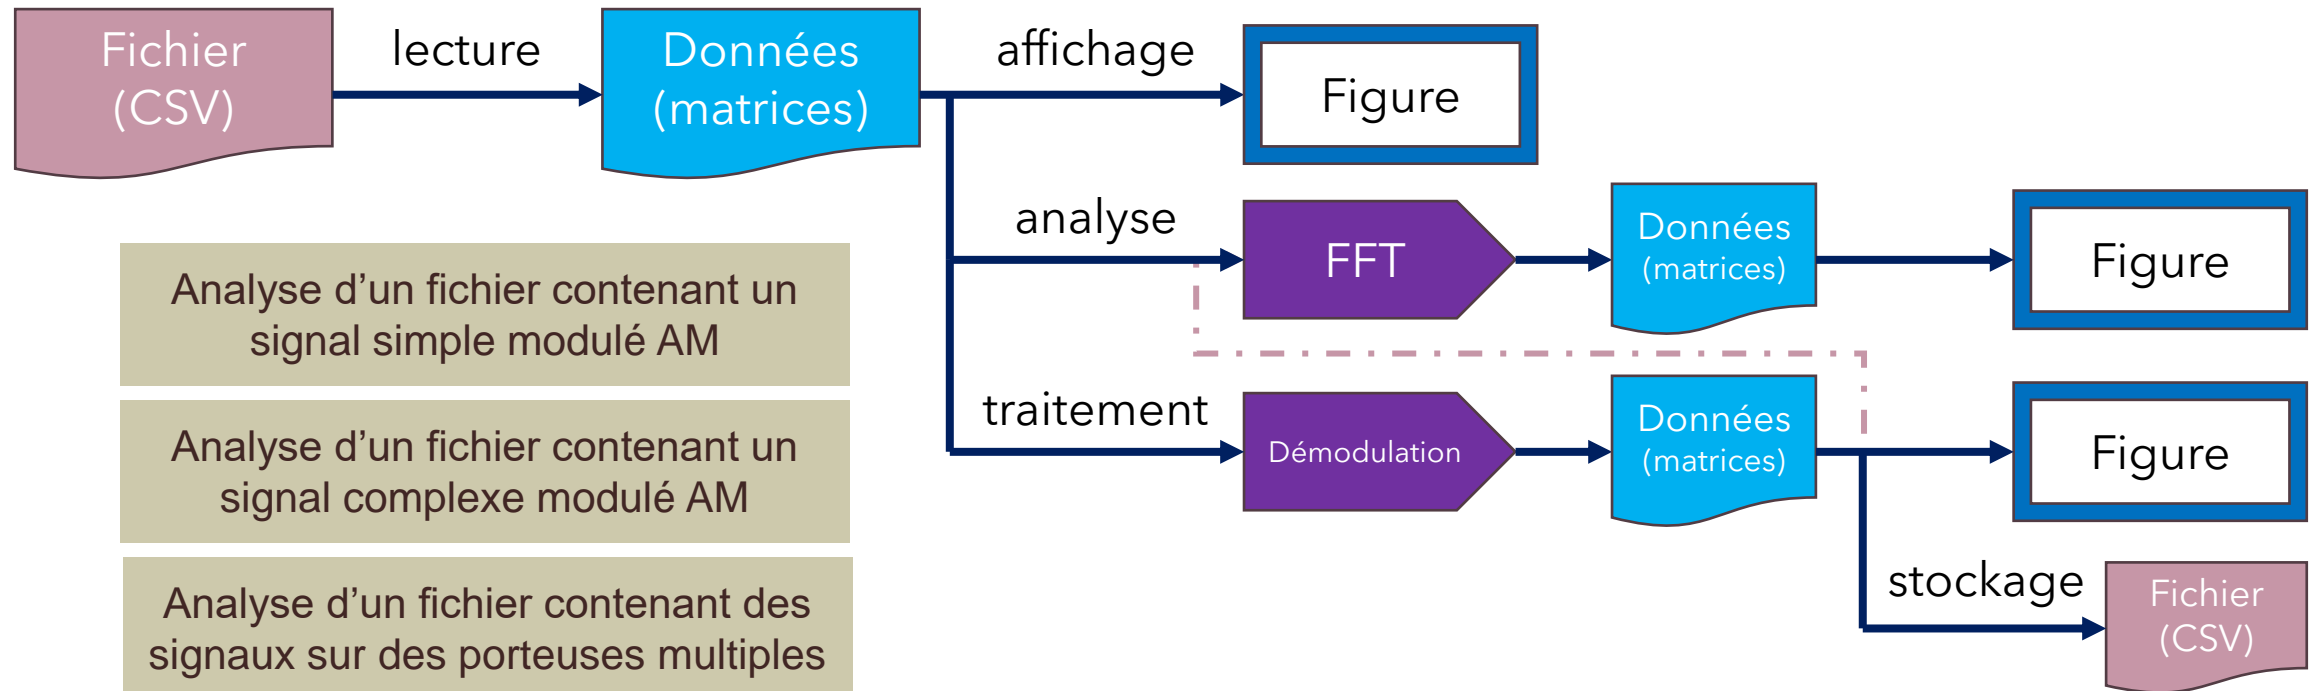 Fichier
(CSV)
lecture
Données
(matrices)
affichage
Figure
analyse
FFT
Données
(matrices)
Figure
Analyse d’un fichier contenant un
signal simple modulé AM
traitement
Démodulation
Données
(matrices)
Figure
Analyse d’un fichier contenant un
signal complexe modulé AM
stockage
Fichier
(CSV)
Analyse d’un fichier contenant des
signaux sur des porteuses multiples